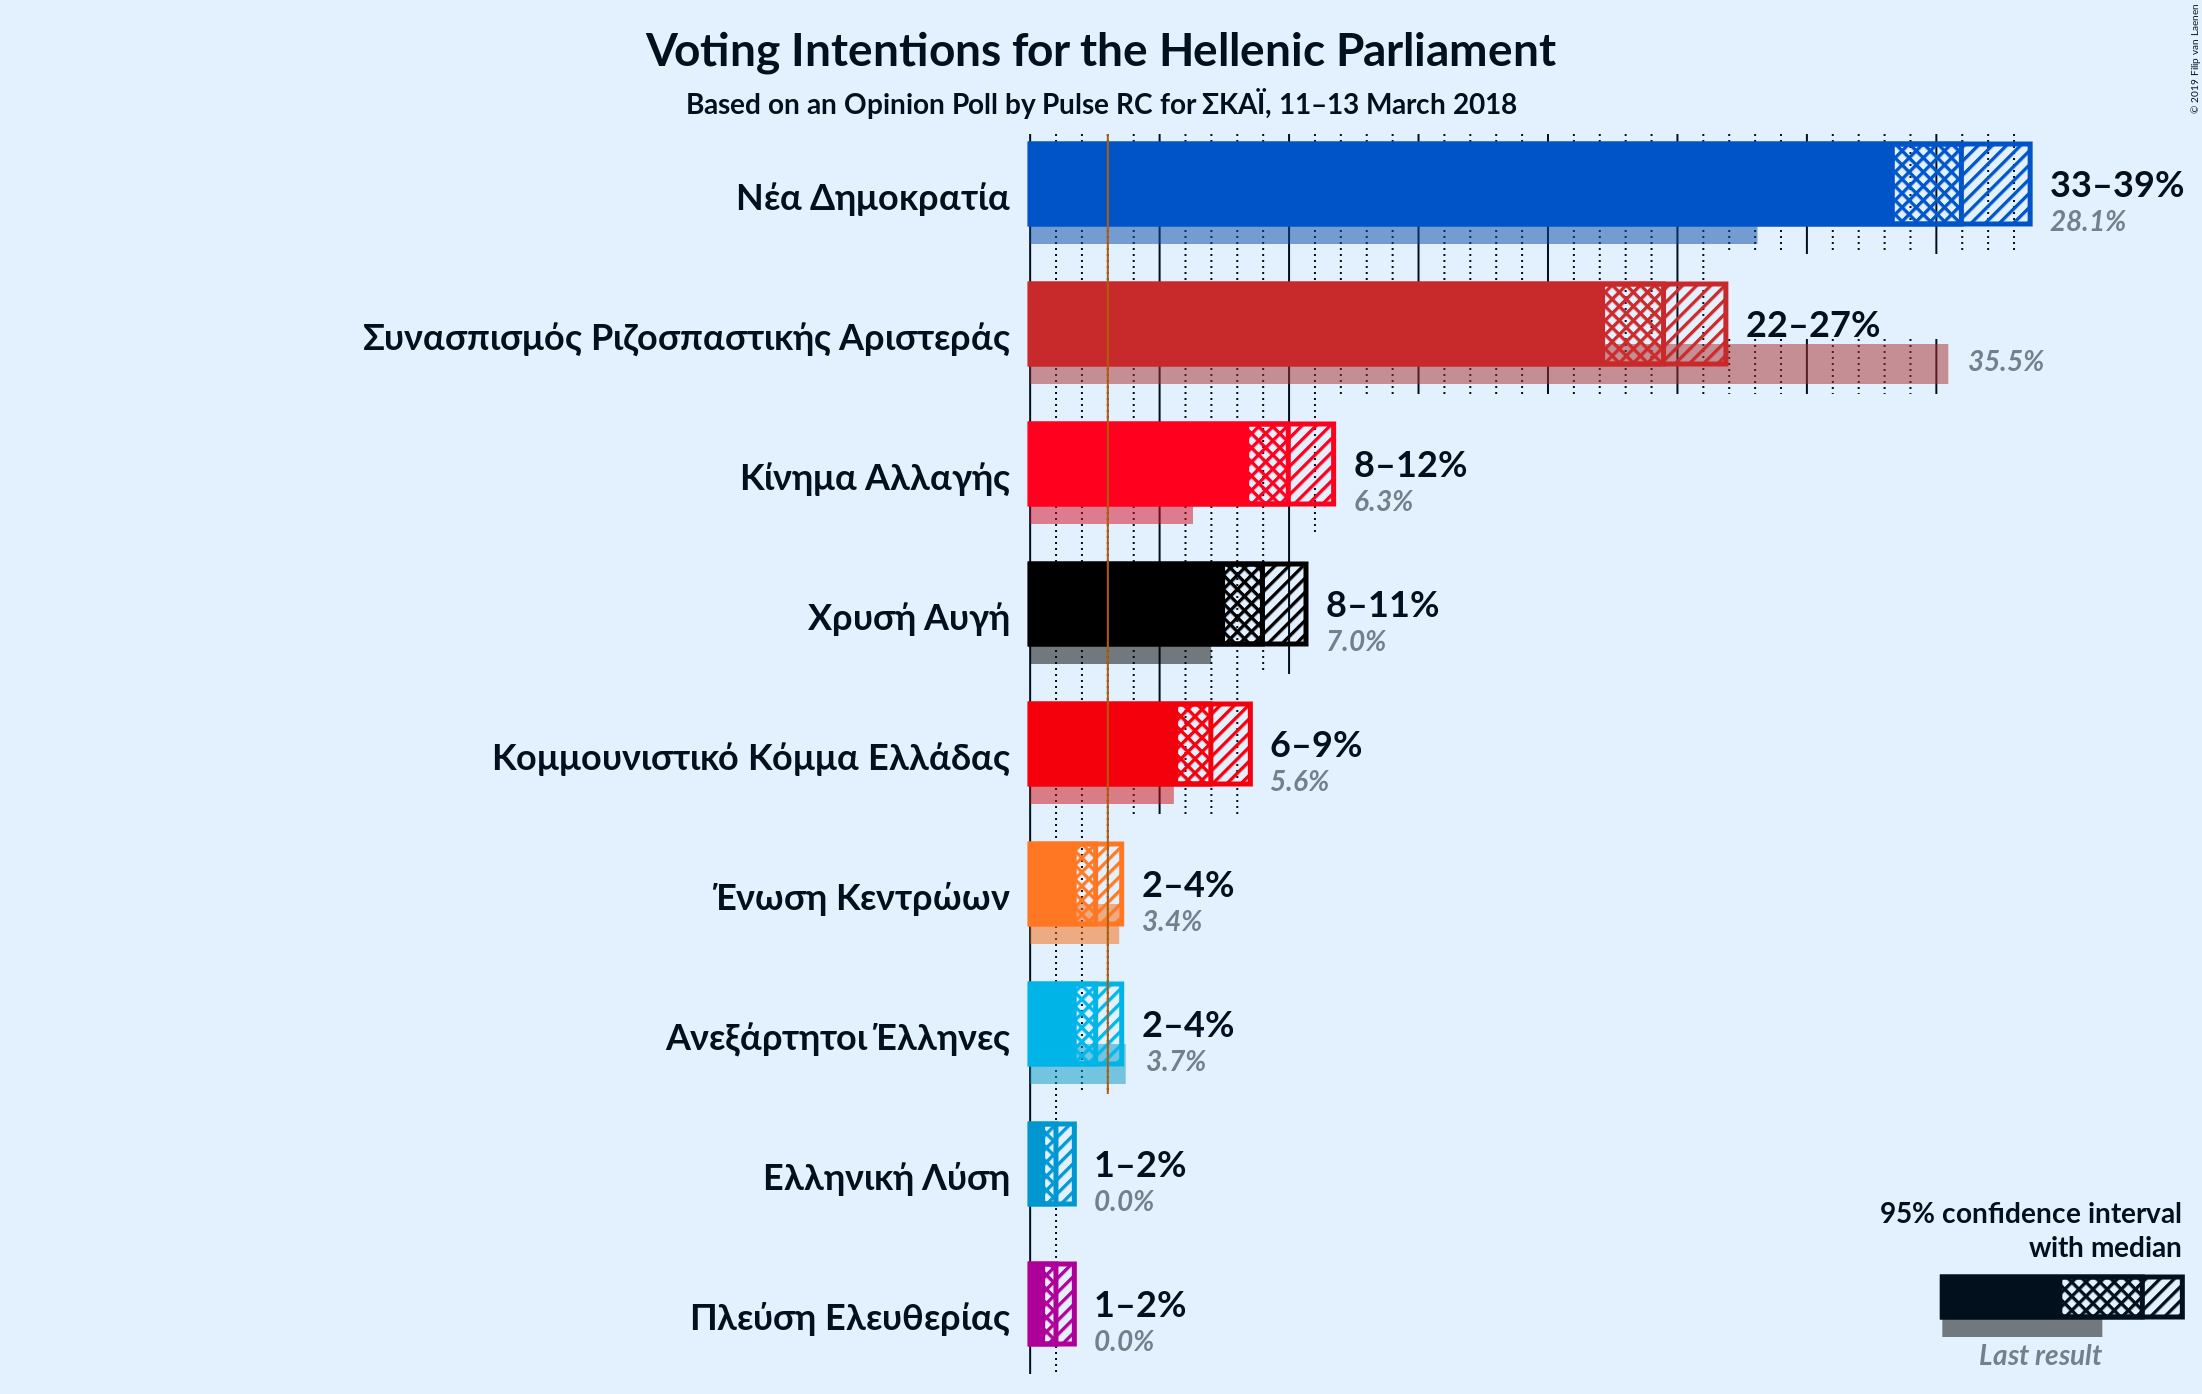 Voting Intentions for the Hellenic Parliament
Based on an Opinion Poll by Pulse RC for ΣΚΑΪ, 11–13 March 2018
© 2019 Filip van Laenen
Νέα Δημοκρατία
33–39%
28.1%
Συνασπισμός Ριζοσπαστικής Αριστεράς
22–27%
35.5%
Κίνημα Αλλαγής
8–12%
6.3%
Χρυσή Αυγή
8–11%
7.0%
Κομμουνιστικό Κόμμα Ελλάδας
6–9%
5.6%
Ένωση Κεντρώων
2–4%
3.4%
Ανεξάρτητοι Έλληνες
2–4%
3.7%
Ελληνική Λύση
1–2%
0.0%
Πλεύση Ελευθερίας
1–2%
0.0%
95% confidence interval
with median
Last result